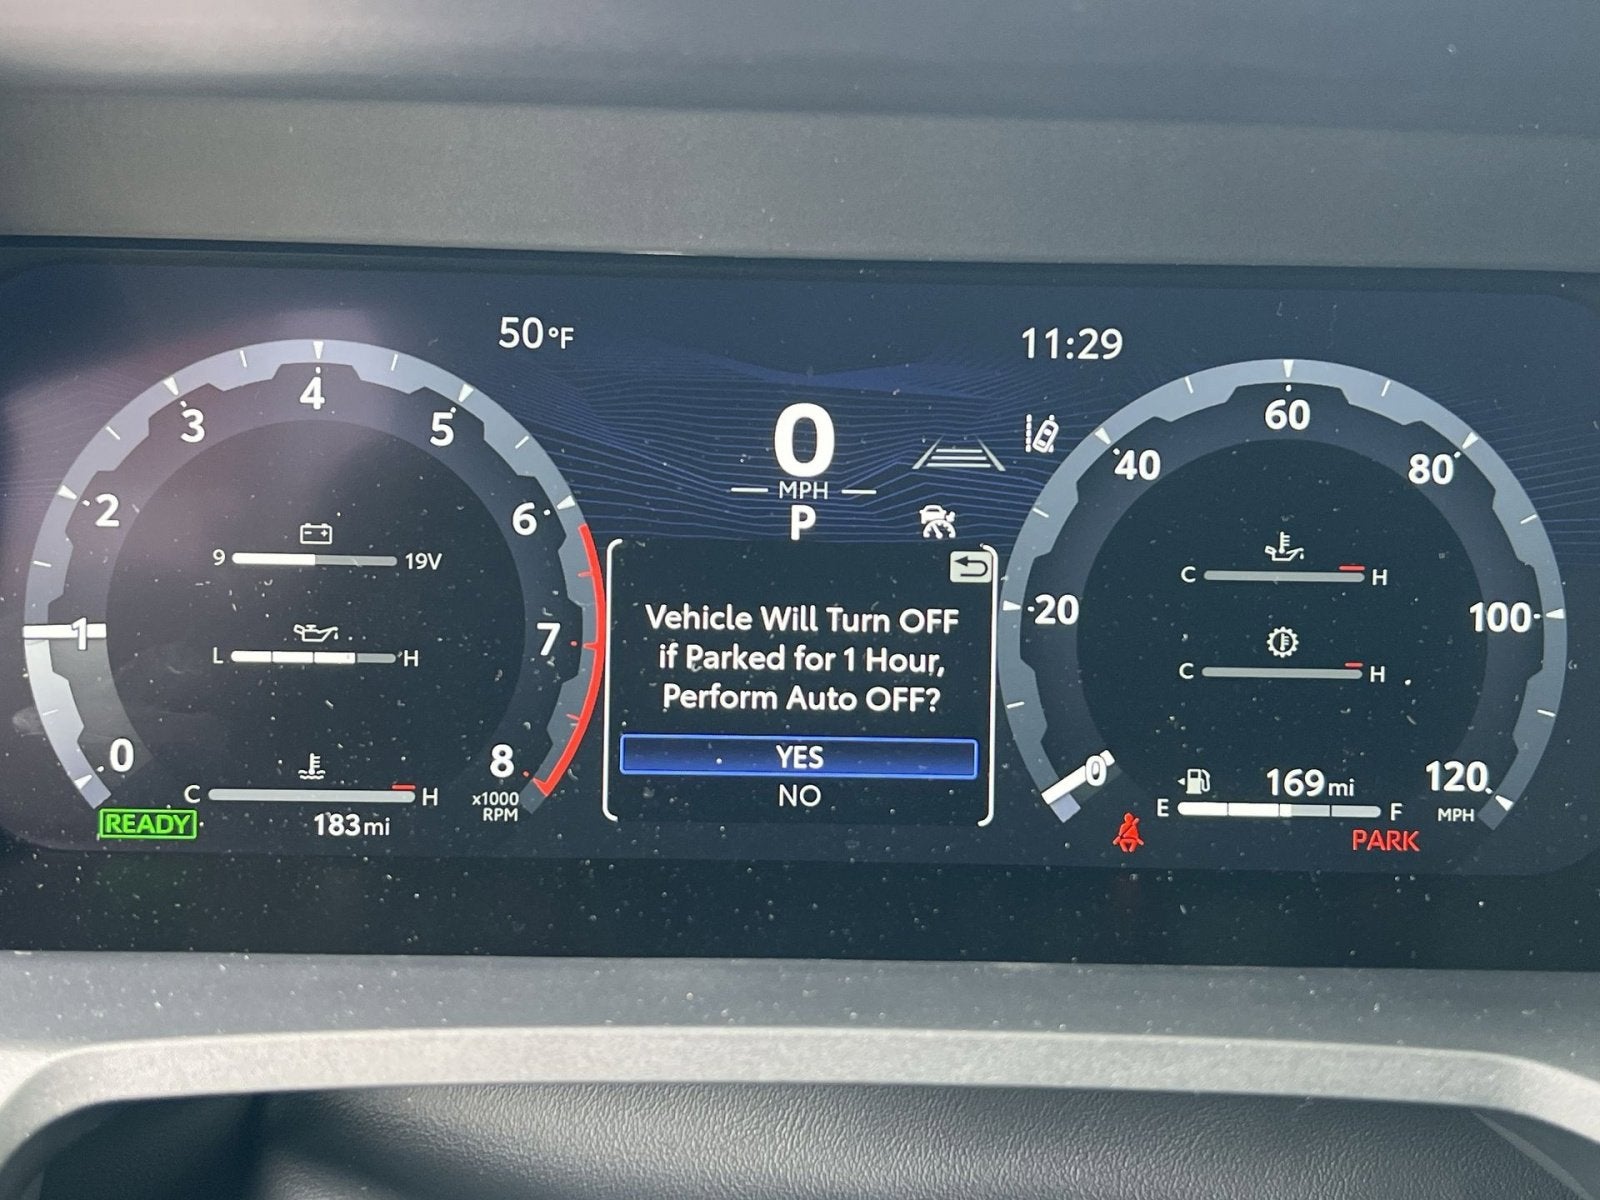 50°F
11:29
0
MPH
P
0
1
2
3
4
5
6
7
8
x1000
RPM
9 19V
L H
C H
183mi
READY
Vehicle Will Turn OFF
if Parked for 1 Hour,
Perform Auto OFF?
YES
NO
0
20
40
60
80
100
120
MPH
C H
C H
169mi
E F
PARK